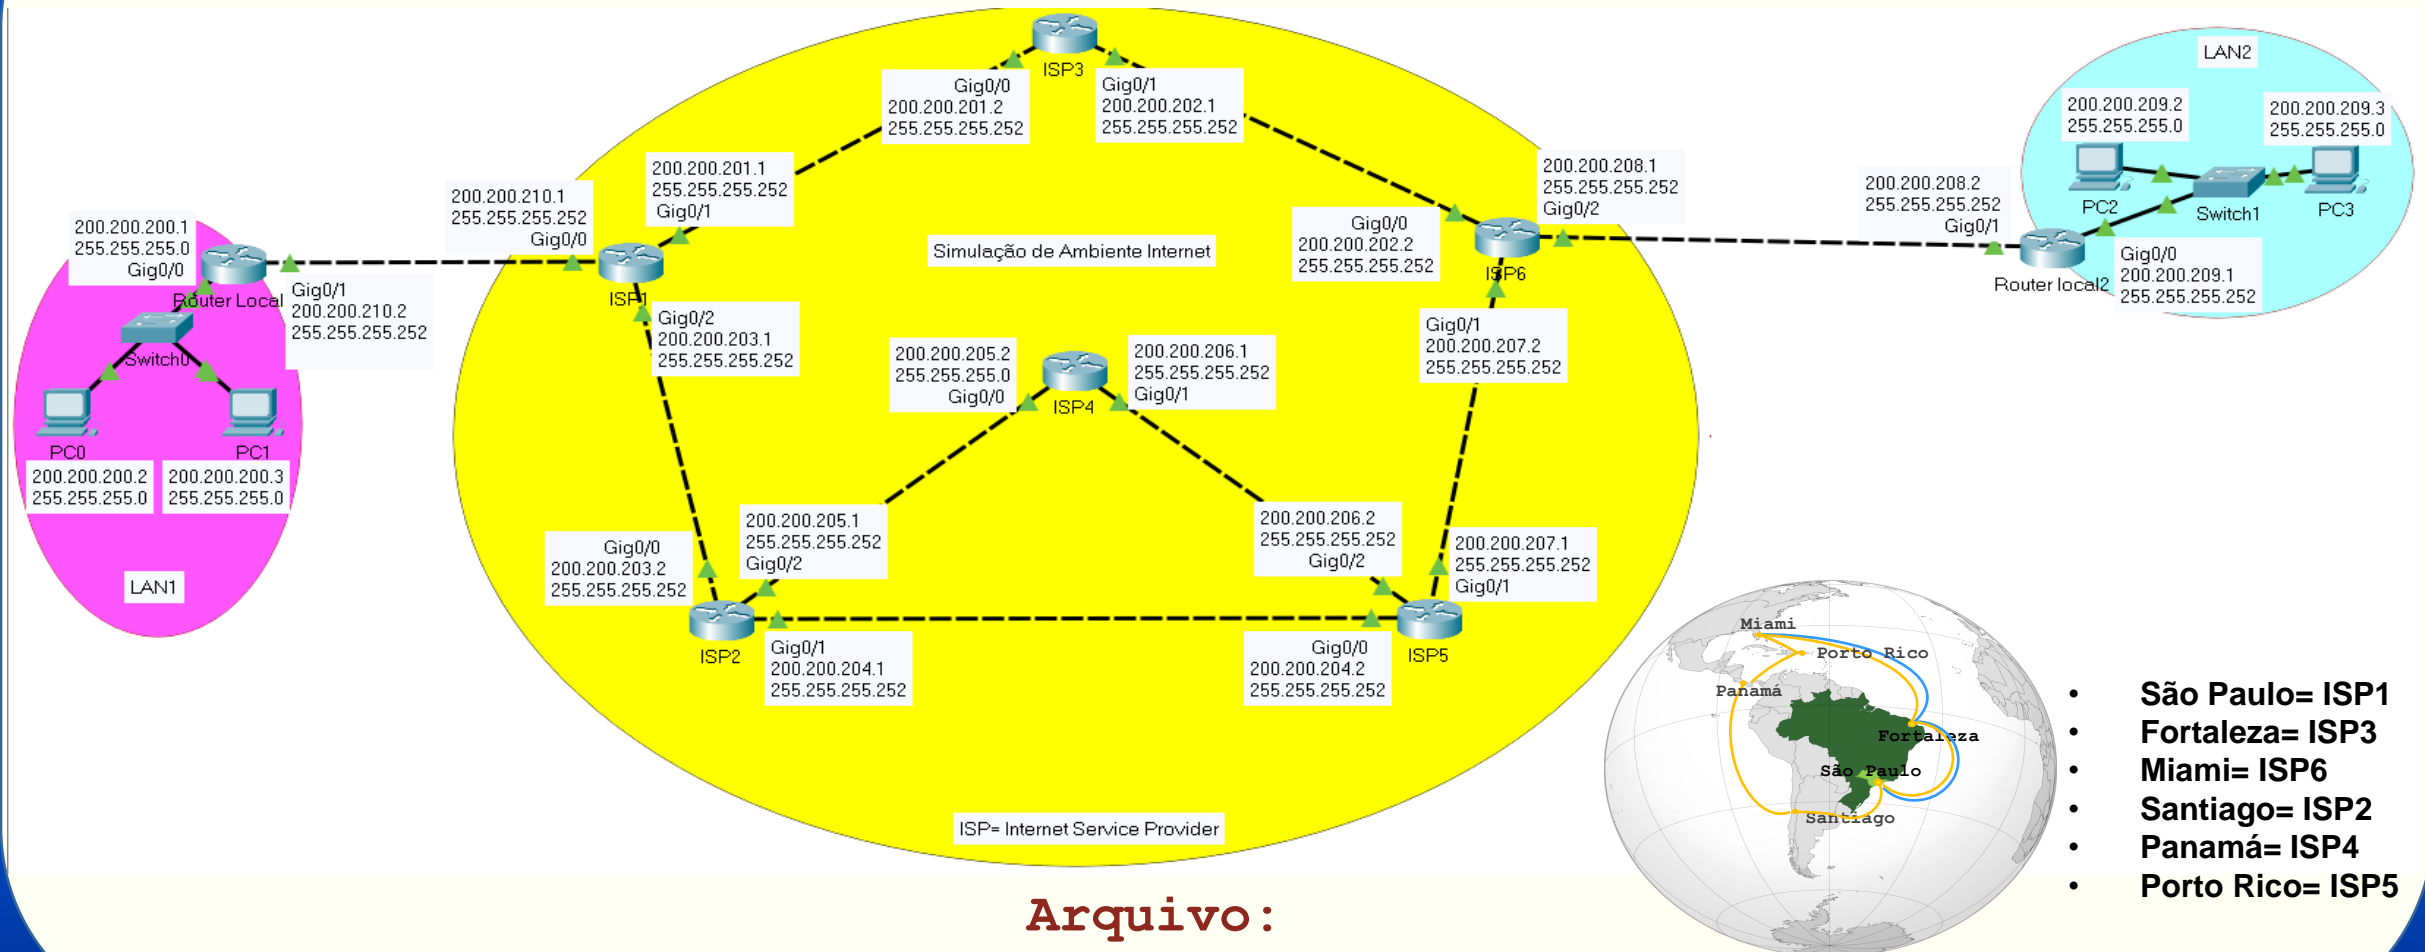 LAN1
200.200.200.1
255.255.255.0
Gig0/0
Router Local
Gig0/1
200.200.210.2
255.255.255.252
Switch0
PC0
200.200.200.2
255.255.255.0
PC1
200.200.200.3
255.255.255.0
200.200.210.1
255.255.255.252
Gig0/0
ISP1
200.200.201.1
255.255.255.252
Gig0/1
Gig0/2
200.200.203.1
255.255.255.252
ISP3
Gig0/0
200.200.201.2
255.255.255.252
Gig0/1
200.200.202.1
255.255.255.252
Simulação de Ambiente Internet
200.200.205.2
255.255.255.0
Gig0/0
ISP4
200.200.206.1
255.255.255.252
Gig0/1
Gig0/0
200.200.203.2
255.255.255.252
200.200.205.1
255.255.255.252
Gig0/2
ISP2
Gig0/1
200.200.204.1
255.255.255.252
200.200.206.2
255.255.255.252
Gig0/2
200.200.207.1
255.255.255.252
Gig0/1
Gig0/0
200.200.204.2
255.255.255.252
ISP5
Gig0/0
200.200.202.2
255.255.255.252
ISP6
200.200.208.1
255.255.255.252
Gig0/2
Gig0/1
200.200.207.2
255.255.255.252
ISP= Internet Service Provider
200.200.208.2
255.255.255.252
Gig0/1
Router local2
Gig0/0
200.200.209.1
255.255.255.252
LAN2
200.200.209.2
255.255.255.0
PC2
Switch1
200.200.209.3
255.255.255.0
PC3
Miami
Porto Rico
Panamá
Fortaleza
São Paulo
Santiago
• São Paulo= ISP1
• Fortaleza= ISP3
• Miami= ISP6
• Santiago= ISP2
• Panamá= ISP4
• Porto Rico= ISP5
Arquivo: